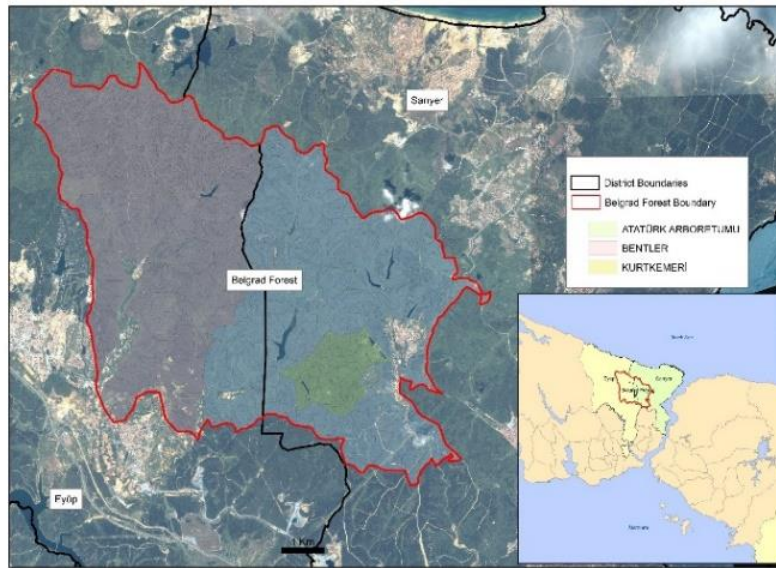 Sarıyer
District Boundaries
Belgrad Forest Boundary
ATATÜRK ARBORETUMU
BENTLER
KURTKEMERİ
Belgrad Forest
Eyüp
1 Km